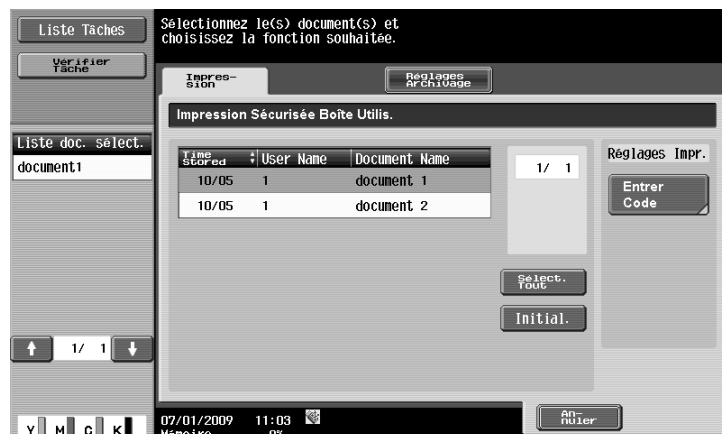 Liste Tâches
Vérifier
Tâche
Liste doc. sélect.
document1
1/ 1
Y M C K
Sélectionnez le(s) document(s) et
choisissez la fonction souhaitée.
Impres-
sion
Réglages
Archivage
Impression Sécurisée Boîte Utilis.
Time
stored User Name Document Name
10/05 1 document 1
10/05 1 document 2
1/ 1
Sélect.
Tout
Initial.
Réglages Impr.
Entrer
Code
07/01/2009 11:03
Mémoire 0%
An-
nuler